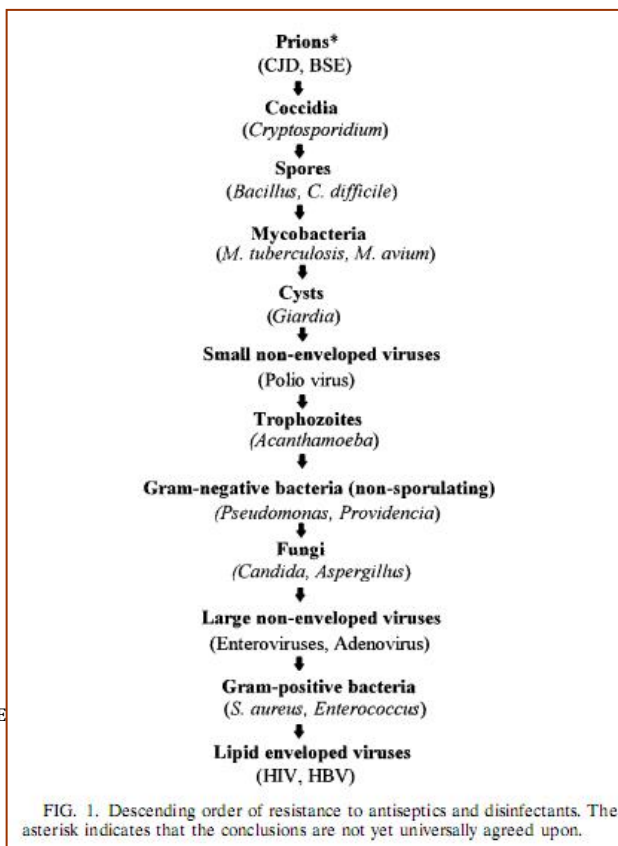 Prions*
(CJD, BSE)
Coccidia
(Cryptosporidium)
Spores
(Bacillus, C. difficile)
Mycobacteria
(M. tuberculosis, M. avium)
Cysts
(Giardia)
Small non-enveloped viruses
(Polio virus)
Trophozoites
(Acanthamoeba)
Gram-negative bacteria (non-sporulating)
(Pseudomonas, Providencia)
Fungi
(Candida, Aspergillus)
Large non-enveloped viruses
(Enteroviruses, Adenovirus)
Gram-positive bacteria
(S. aureus, Enterococcus)
E
Lipid enveloped viruses
(HIV, HBV)
FIG. 1. Descending order of resistance to antiseptics and disinfectants. The
asterisk indicates that the conclusions are not yet universally agreed upon.